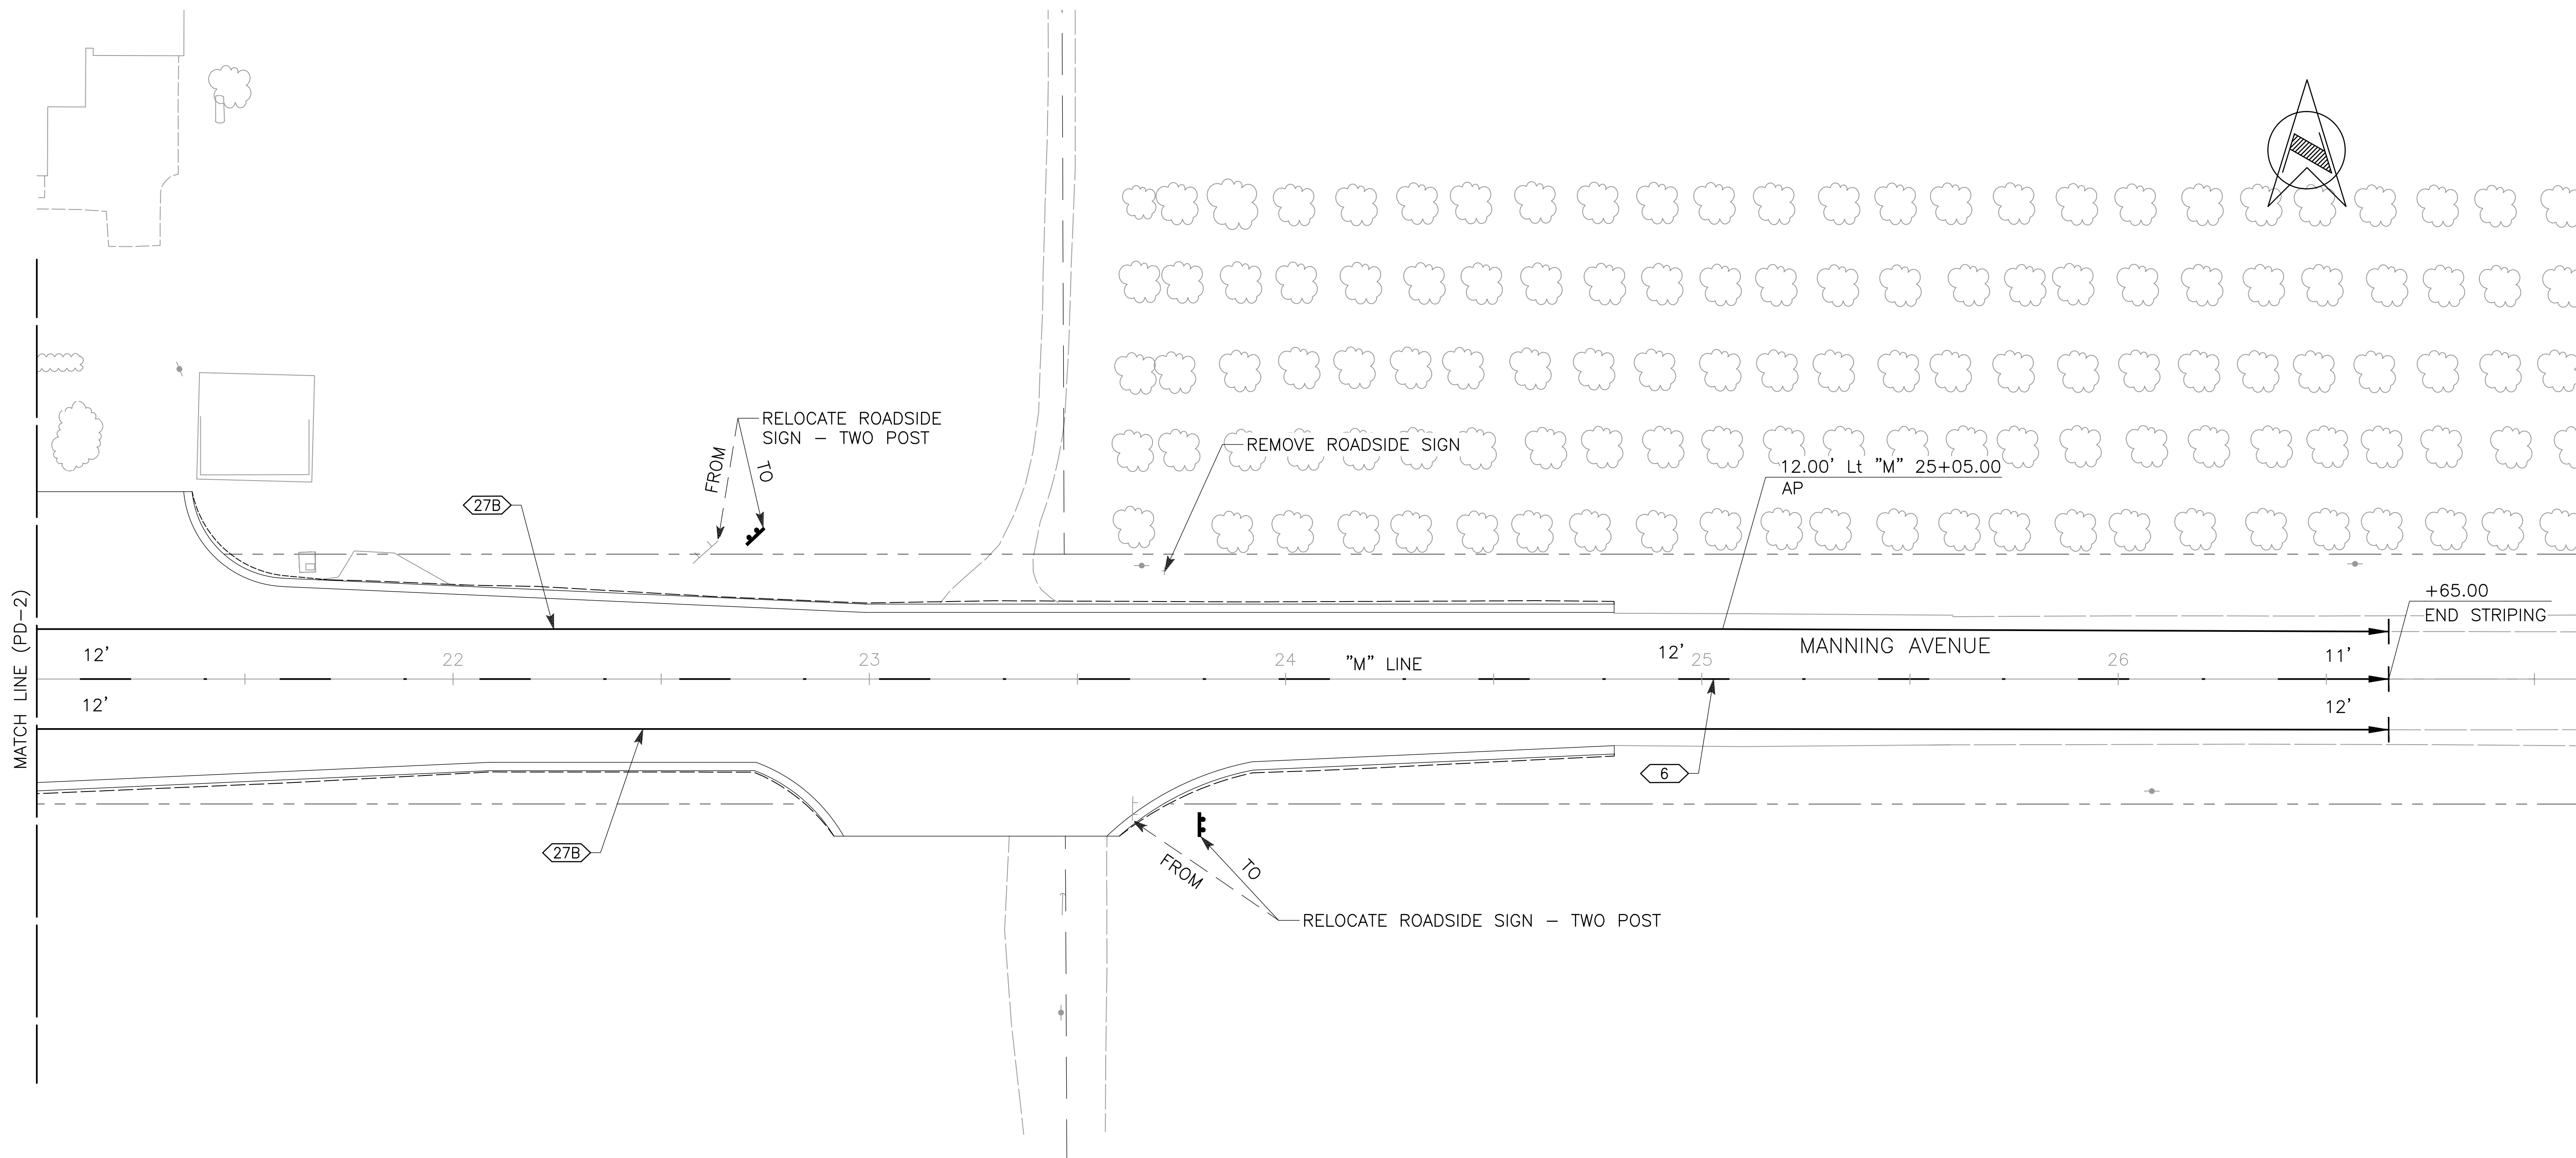 RELOCATE ROADSIDE
SIGN – TWO POST
FROM
TO
REMOVE ROADSIDE SIGN
12.00' Lt "M" 25+05.00
AP
27B
+65.00
END STRIPING
MATCH LINE (PD-2)
12'
22
23
24
"M" LINE
12'
25
MANNING AVENUE
26
11'
12'
12'
6
27B
FROM
TO
RELOCATE ROADSIDE SIGN – TWO POST